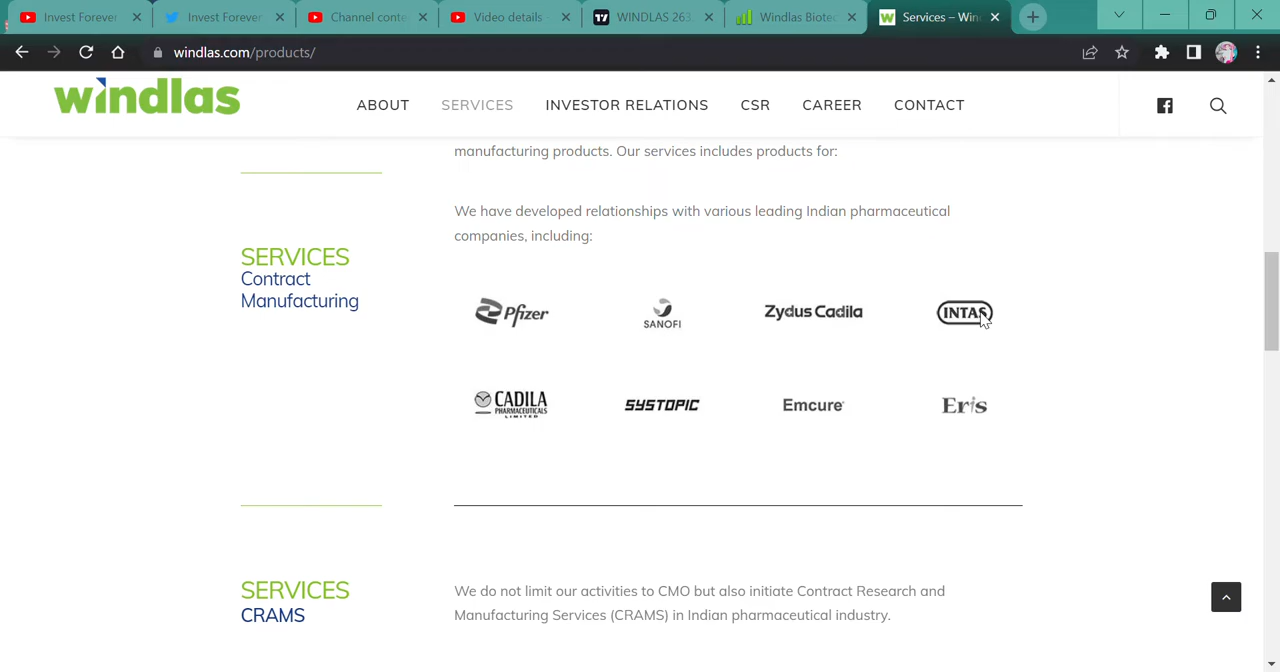 Invest Forever
Invest Forever
Channel conte
Video details -
WINDLAS 263.
Windlas Biotec
Services – Win
windlas.com/products/
windlas
ABOUT
SERVICES
INVESTOR RELATIONS
CSR
CAREER
CONTACT
manufacturing products. Our services includes products for:
We have developed relationships with various leading Indian pharmaceutical
companies, including:
SERVICES
Contract
Manufacturing
Pfizer
SANOFI
Zydus Cadila
INTAS
CADILA
PHARMACEUTICALS
LIMITED
SYSTOPIC
Emcure
Eris
SERVICES
CRAMS
We do not limit our activities to CMO but also initiate Contract Research and
Manufacturing Services (CRAMS) in Indian pharmaceutical industry.